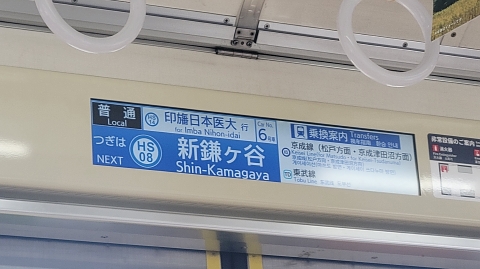 普通
Local
HS
印旛日本医大 行
for Imba Nihon-idai
Car No.
6号車
つぎは
NEXT
HS
08
新鎌ヶ谷
Shin-Kamagaya
乗換案内 Transfers
京成線(松戸方面・京成津田沼方面)
東武線
Tobu Line